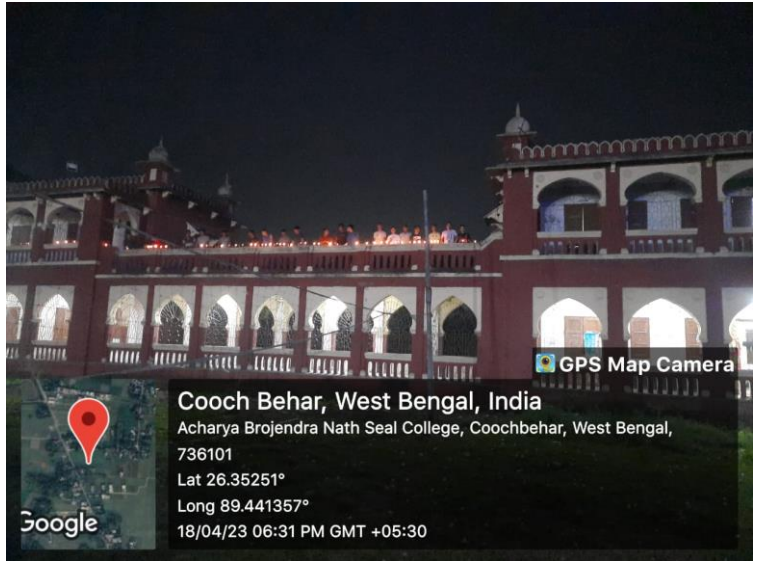 GPS Map Camera
Cooch Behar, West Bengal, India
Acharya Brojendra Nath Seal College, Coochbehar, West Bengal,
736101
Lat 26.35251°
Long 89.441357°
18/04/23 06:31 PM GMT +05:30
Google